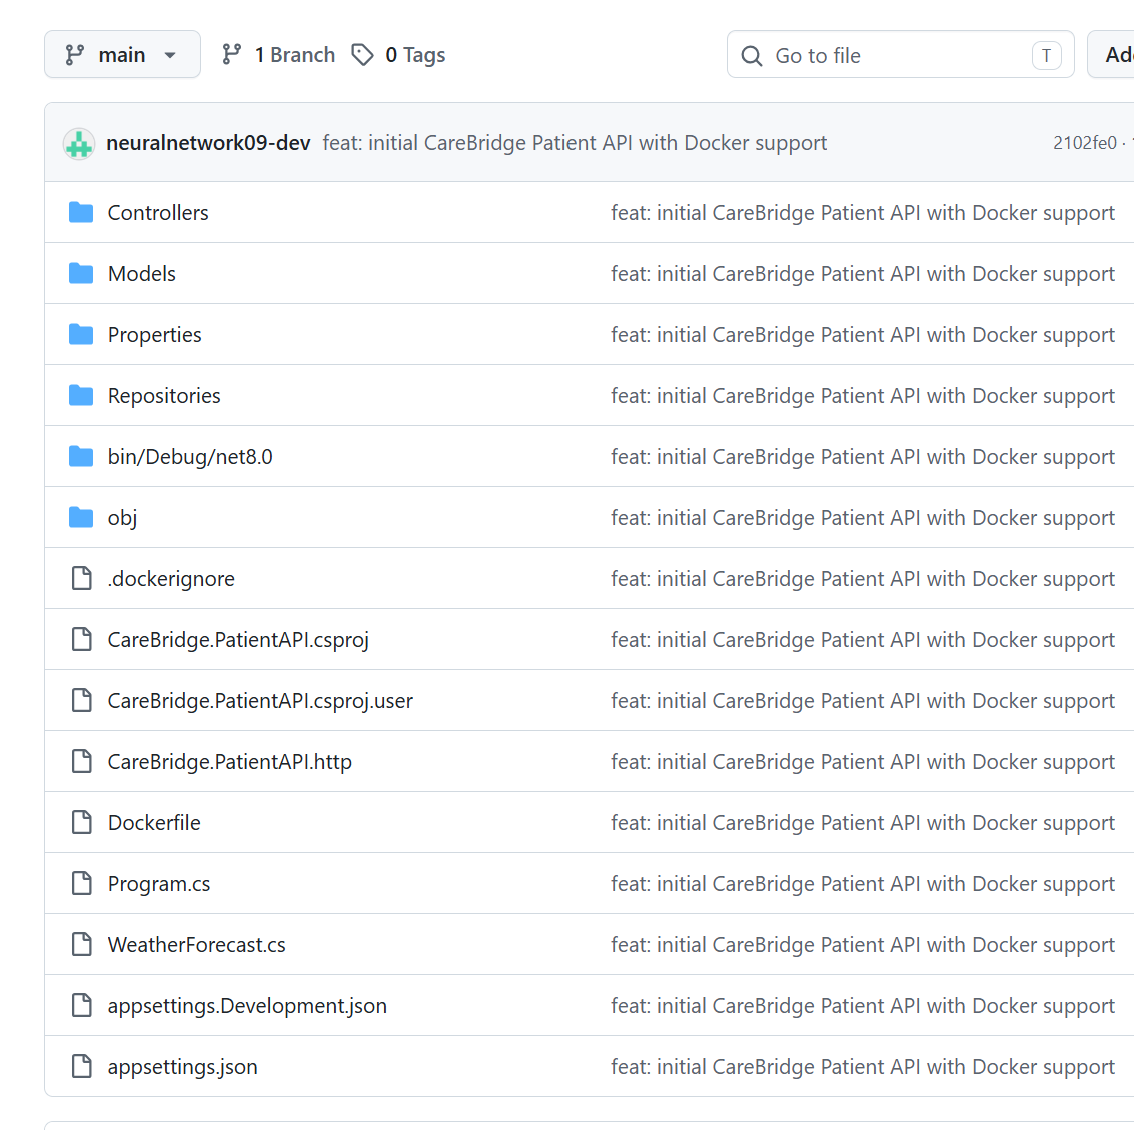 main 1 Branch 0 Tags Go to file T
neuralnetwork09-dev feat: initial CareBridge Patient API with Docker support 2102fe0 ·
Controllers feat: initial CareBridge Patient API with Docker support
Models feat: initial CareBridge Patient API with Docker support
Properties feat: initial CareBridge Patient API with Docker support
Repositories feat: initial CareBridge Patient API with Docker support
bin/Debug/net8.0 feat: initial CareBridge Patient API with Docker support
obj feat: initial CareBridge Patient API with Docker support
.dockerignore feat: initial CareBridge Patient API with Docker support
CareBridge.PatientAPI.csproj feat: initial CareBridge Patient API with Docker support
CareBridge.PatientAPI.csproj.user feat: initial CareBridge Patient API with Docker support
CareBridge.PatientAPI.http feat: initial CareBridge Patient API with Docker support
Dockerfile feat: initial CareBridge Patient API with Docker support
Program.cs feat: initial CareBridge Patient API with Docker support
WeatherForecast.cs feat: initial CareBridge Patient API with Docker support
appsettings.Development.json feat: initial CareBridge Patient API with Docker support
appsettings.json feat: initial CareBridge Patient API with Docker support